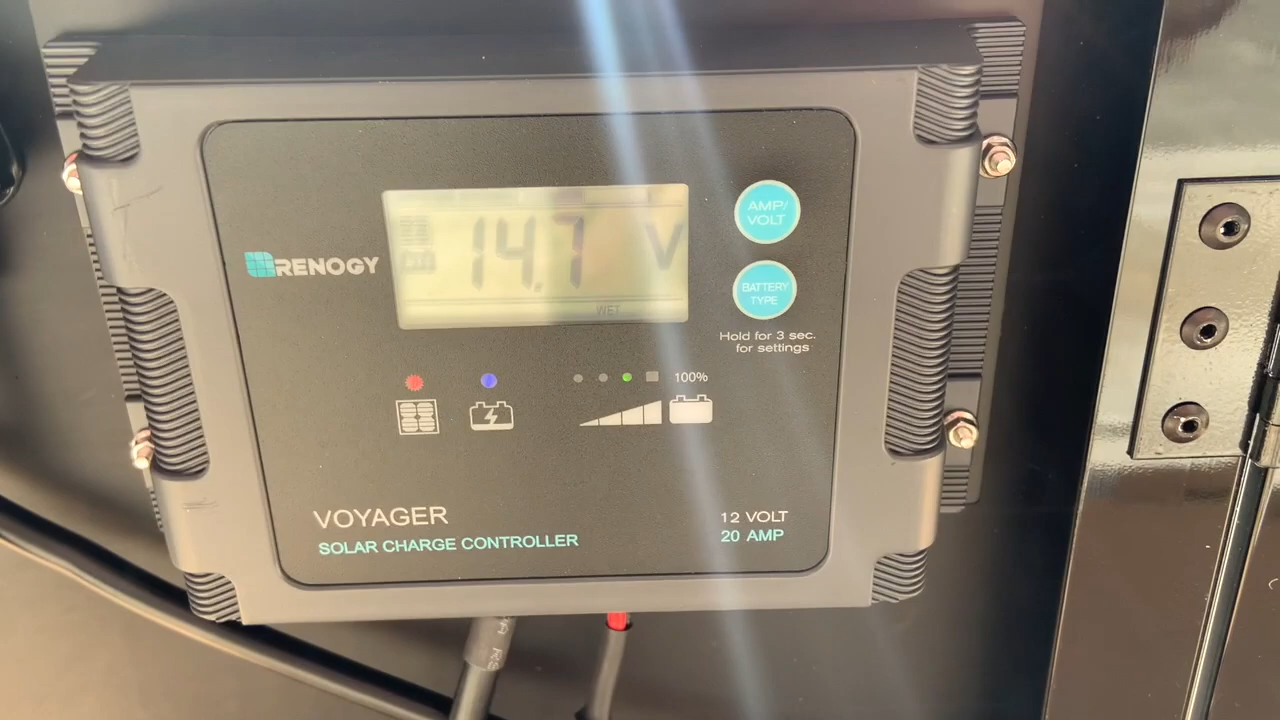 RENOGY
14.7 V
WET
AMP/
VOLT
BATTERY
TYPE
Hold for 3 sec.
for settings
100%
VOYAGER
SOLAR CHARGE CONTROLLER
12 VOLT
20 AMP